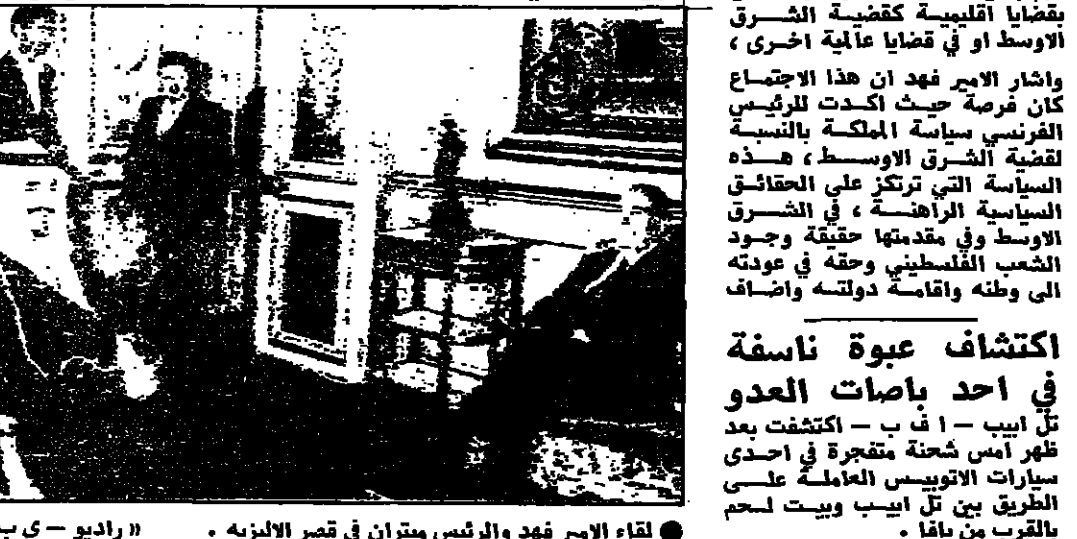 بقضايا اقليمية كقضية الشرق
الاوسط او في قضايا عالمية اخرى ،
واشار الامير فهد ان هذا الاجتماع
كان فرصة حيث اكدت للرئيس
الفرنسي سياسة المملكة بالنسبة
لقضية الشرق الاوسط ، هذه
السياسة التي ترتكز على الحقائق
السياسية الراهنة ، في الشرق
الاوسط وفي مقدمتها حقيقة وجود
الشعب الفلسطيني وحقه في عودته
الى وطنه واقامة دولته واضاف
اكتشاف عبوة ناسفة
في احد باصات العدو
تل ابيب — ا ف ب — اكتشفت بعد
ظهر امس شحنة متفجرة في احدى
سيارات الاتوبيس العاملة على
الطريق بين تل ابيب وبيت لحم
بالقرب من يافا .
● لقاء الامير فهد والرئيس ميتران في قصر الاليزيه . « راديو — ي ب